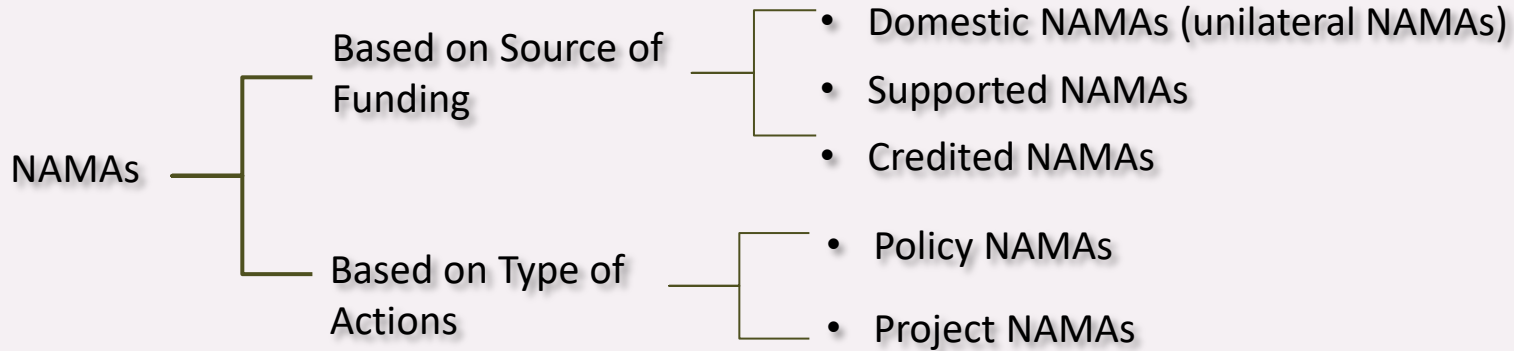 NAMAs
Based on Source of
Funding
• Domestic NAMAs (unilateral NAMAs)
• Supported NAMAs
• Credited NAMAs
Based on Type of
Actions
• Policy NAMAs
• Project NAMAs